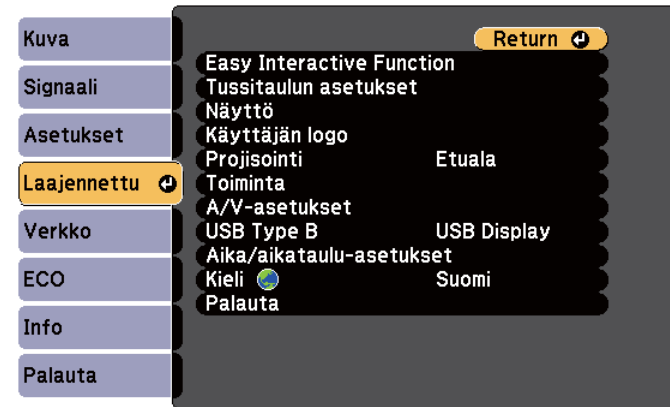 Kuva
Signaali
Asetukset
Laajennettu
Verkko
ECO
Info
Palauta
Return
Easy Interactive Function
Tussitaulun asetukset
Näyttö
Käyttäjän logo
Projisointi Etuala
Toiminta
A/V-asetukset
USB Type B USB Display
Aika/aikataulu-asetukset
Kieli Suomi
Palauta